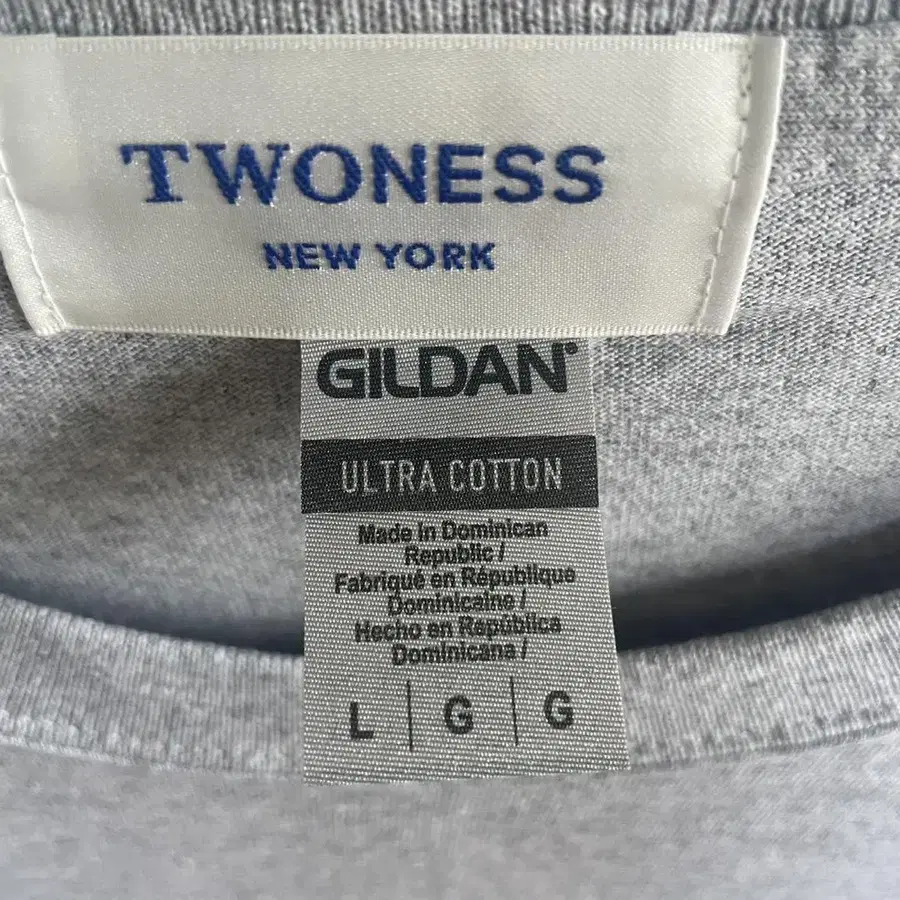 TWONESS
NEW YORK
GILDAN®
ULTRA COTTON
Made in Dominican
Republic /
Fabriqué en République
Dominicaine /
Hecho en República
Dominicana /
L | G | G